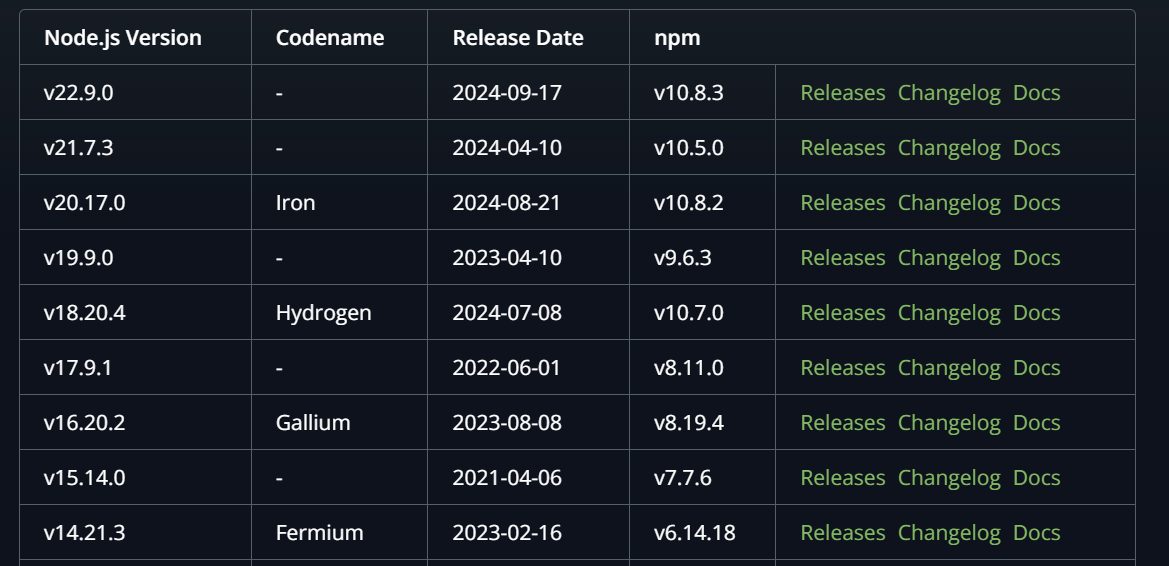 Node.js Version Codename Release Date npm
v22.9.0 - 2024-09-17 v10.8.3 Releases Changelog Docs
v21.7.3 - 2024-04-10 v10.5.0 Releases Changelog Docs
v20.17.0 Iron 2024-08-21 v10.8.2 Releases Changelog Docs
v19.9.0 - 2023-04-10 v9.6.3 Releases Changelog Docs
v18.20.4 Hydrogen 2024-07-08 v10.7.0 Releases Changelog Docs
v17.9.1 - 2022-06-01 v8.11.0 Releases Changelog Docs
v16.20.2 Gallium 2023-08-08 v8.19.4 Releases Changelog Docs
v15.14.0 - 2021-04-06 v7.7.6 Releases Changelog Docs
v14.21.3 Fermium 2023-02-16 v6.14.18 Releases Changelog Docs